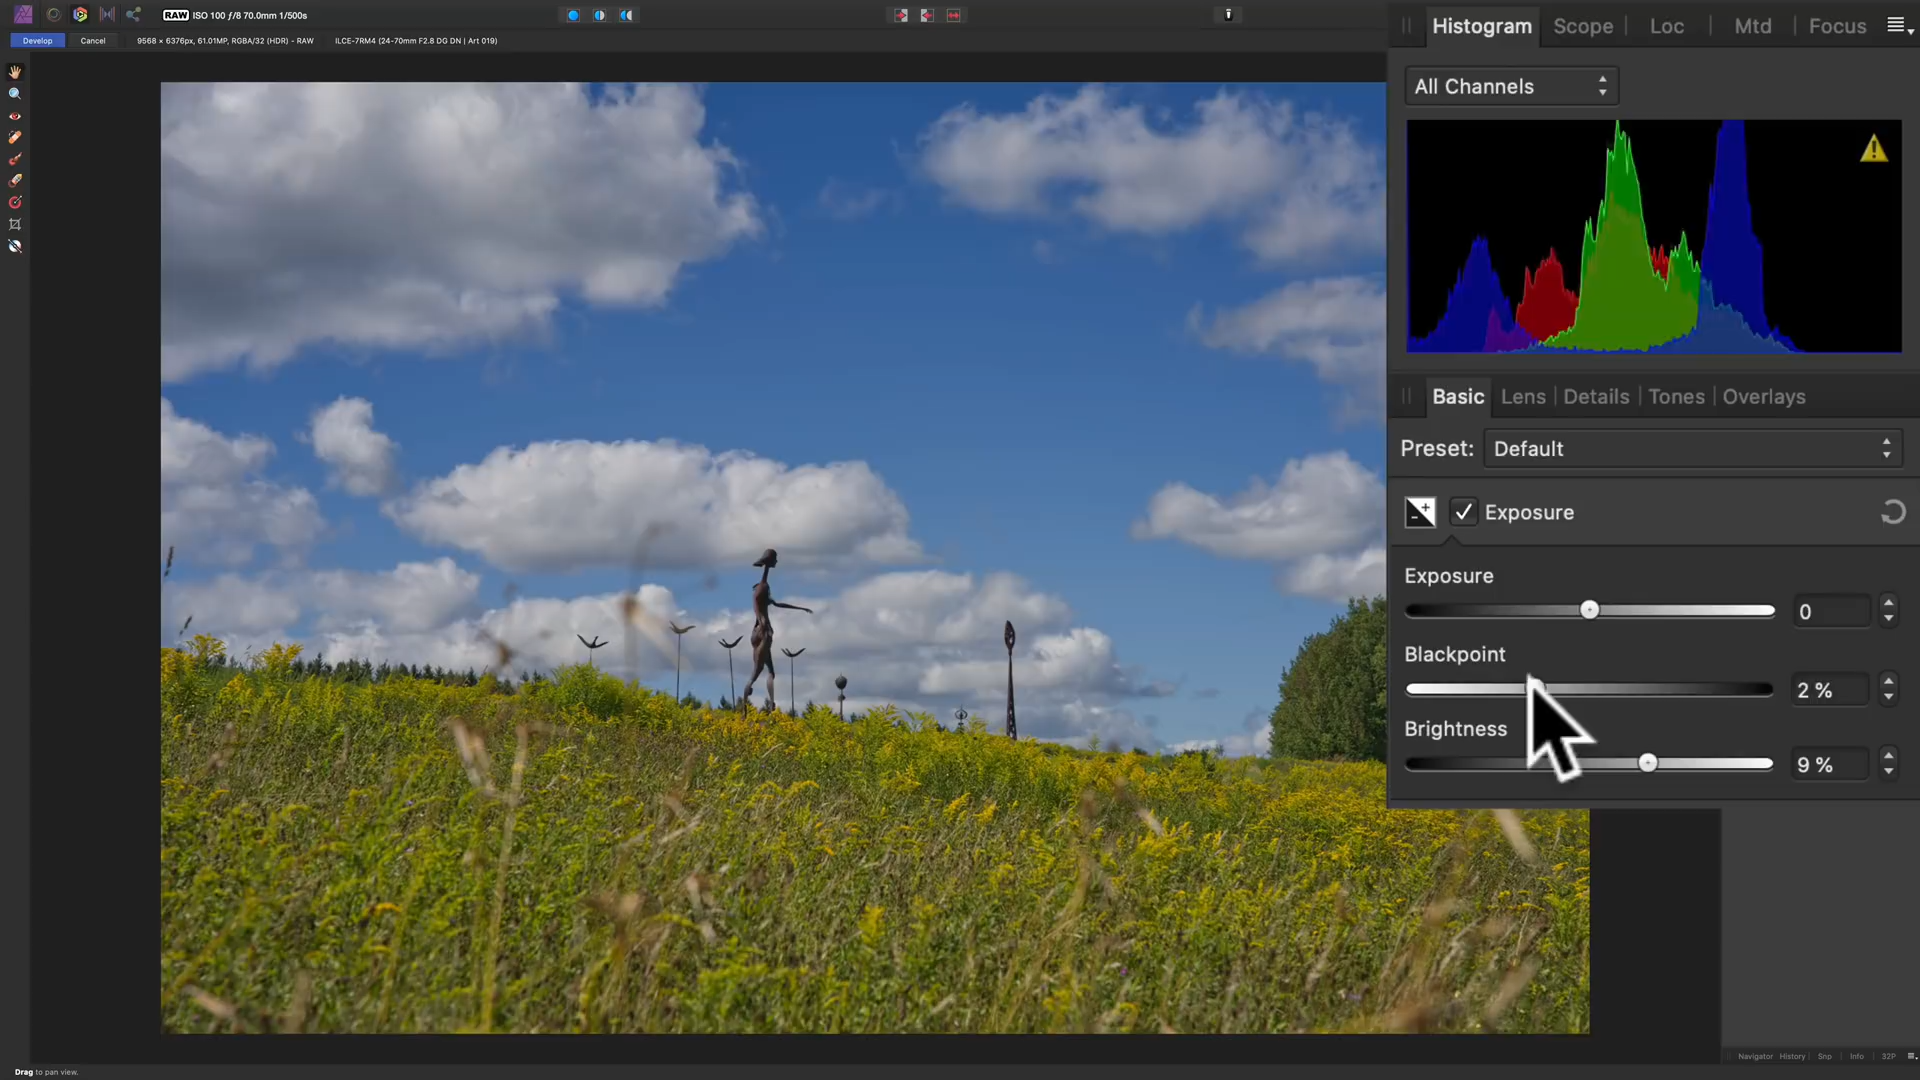 RAW ISO 100 f/8 70.0mm 1/500s
Develop Cancel 9568 × 6376px, 61.01MP, RGBA/32 (HDR) - RAW ILCE-7RM4 (24-70mm F2.8 DG DN | Art 019)
Histogram Scope Loc Mtd Focus
All Channels
Basic Lens Details Tones Overlays
Preset: Default
Exposure
Exposure
0
Blackpoint
2 %
Brightness
9 %
Navigator History Snp Info 32P
Drag to pan view.